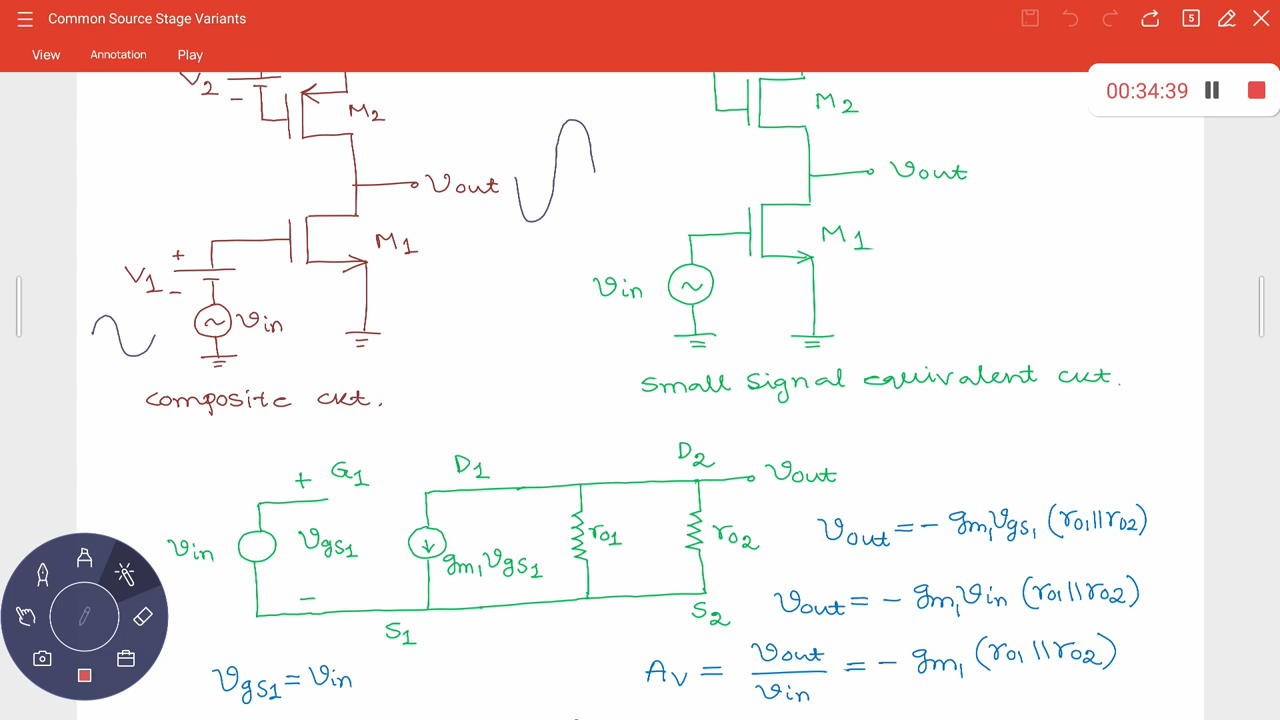 Common Source Stage Variants
5
View Annotation Play
00:34:39
V2
-
M2
M2
Vout
Vout
M1
M1
+
V1
-
Vin
Vin
composite ckt.
Small signal equivalent ckt.
+ G1
D1
D2
Vout
Vin
Vgs1
gm1Vgs1
ro1
ro2
-
S1
S2
Vgs1 = Vin
Vout = - gm1Vgs1 (ro1||ro2)
Vout = - gm1Vin (ro1||ro2)
Av = Vout/Vin = - gm1 (ro1||ro2)